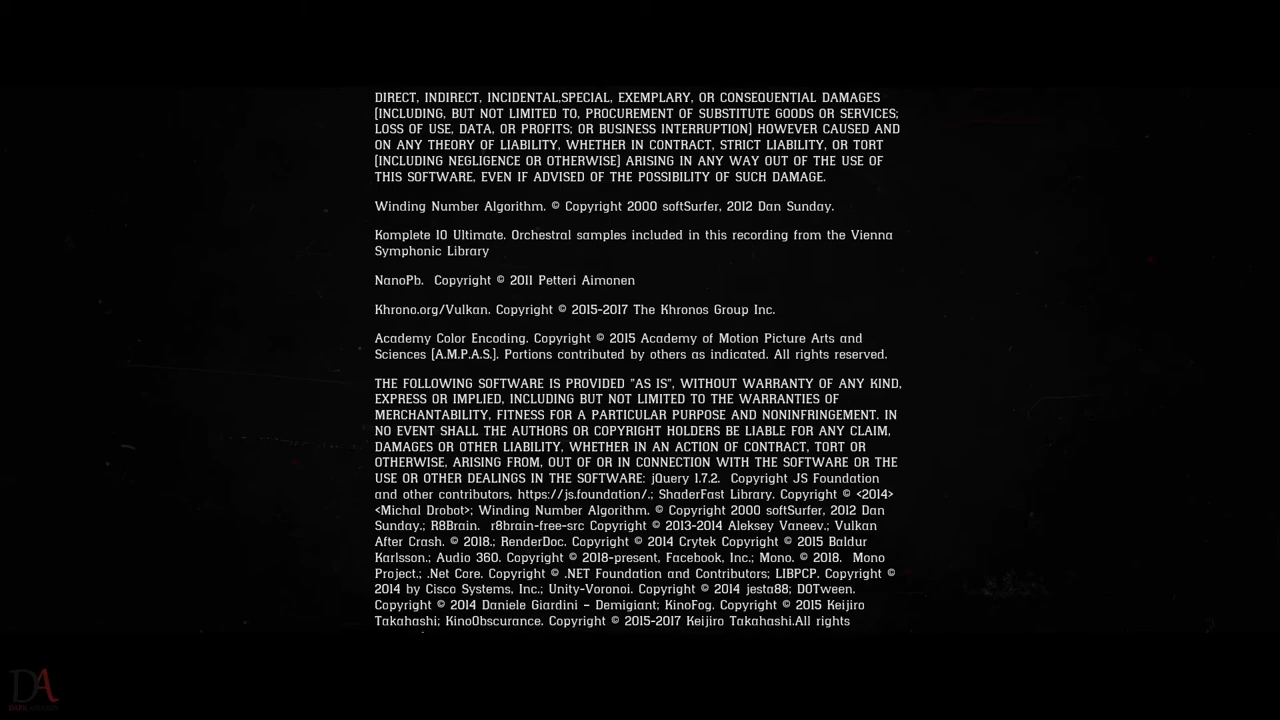 DIRECT, INDIRECT, INCIDENTAL,SPECIAL, EXEMPLARY, OR CONSEQUENTIAL DAMAGES
[INCLUDING, BUT NOT LIMITED TO, PROCUREMENT OF SUBSTITUTE GOODS OR SERVICES;
LOSS OF USE, DATA, OR PROFITS; OR BUSINESS INTERRUPTION] HOWEVER CAUSED AND
ON ANY THEORY OF LIABILITY, WHETHER IN CONTRACT, STRICT LIABILITY, OR TORT
[INCLUDING NEGLIGENCE OR OTHERWISE] ARISING IN ANY WAY OUT OF THE USE OF
THIS SOFTWARE, EVEN IF ADVISED OF THE POSSIBILITY OF SUCH DAMAGE.
Winding Number Algorithm. © Copyright 2000 softSurfer, 2012 Dan Sunday.
Komplete 10 Ultimate. Orchestral samples included in this recording from the Vienna
Symphonic Library
NanoPb.  Copyright © 2011 Petteri Aimonen
Khrono.org/Vulkan. Copyright © 2015-2017 The Khronos Group Inc.
Academy Color Encoding. Copyright © 2015 Academy of Motion Picture Arts and
Sciences [A.M.P.A.S.]. Portions contributed by others as indicated. All rights reserved.
THE FOLLOWING SOFTWARE IS PROVIDED "AS IS", WITHOUT WARRANTY OF ANY KIND,
EXPRESS OR IMPLIED, INCLUDING BUT NOT LIMITED TO THE WARRANTIES OF
MERCHANTABILITY, FITNESS FOR A PARTICULAR PURPOSE AND NONINFRINGEMENT. IN
NO EVENT SHALL THE AUTHORS OR COPYRIGHT HOLDERS BE LIABLE FOR ANY CLAIM,
DAMAGES OR OTHER LIABILITY, WHETHER IN AN ACTION OF CONTRACT, TORT OR
OTHERWISE, ARISING FROM, OUT OF OR IN CONNECTION WITH THE SOFTWARE OR THE
USE OR OTHER DEALINGS IN THE SOFTWARE: jQuery 1.7.2.  Copyright JS Foundation
and other contributors, https://js.foundation/.; ShaderFast Library. Copyright © <2014>
<Michal Drobot>; Winding Number Algorithm. © Copyright 2000 softSurfer, 2012 Dan
Sunday.; R8Brain.  r8brain-free-src Copyright © 2013-2014 Aleksey Vaneev.; Vulkan
After Crash. © 2018.; RenderDoc. Copyright © 2014 Crytek Copyright © 2015 Baldur
Karlsson.; Audio 360. Copyright © 2018-present, Facebook, Inc.; Mono. © 2018.  Mono
Project.; .Net Core. Copyright © .NET Foundation and Contributors; LIBPCP. Copyright ©
2014 by Cisco Systems, Inc.; Unity-Voronoi. Copyright © 2014 jesta88; DOTween.
Copyright © 2014 Daniele Giardini – Demigiant; KinoFog. Copyright © 2015 Keijiro
Takahashi; KinoObscurance. Copyright © 2015-2017 Keijiro Takahashi.All rights
DA